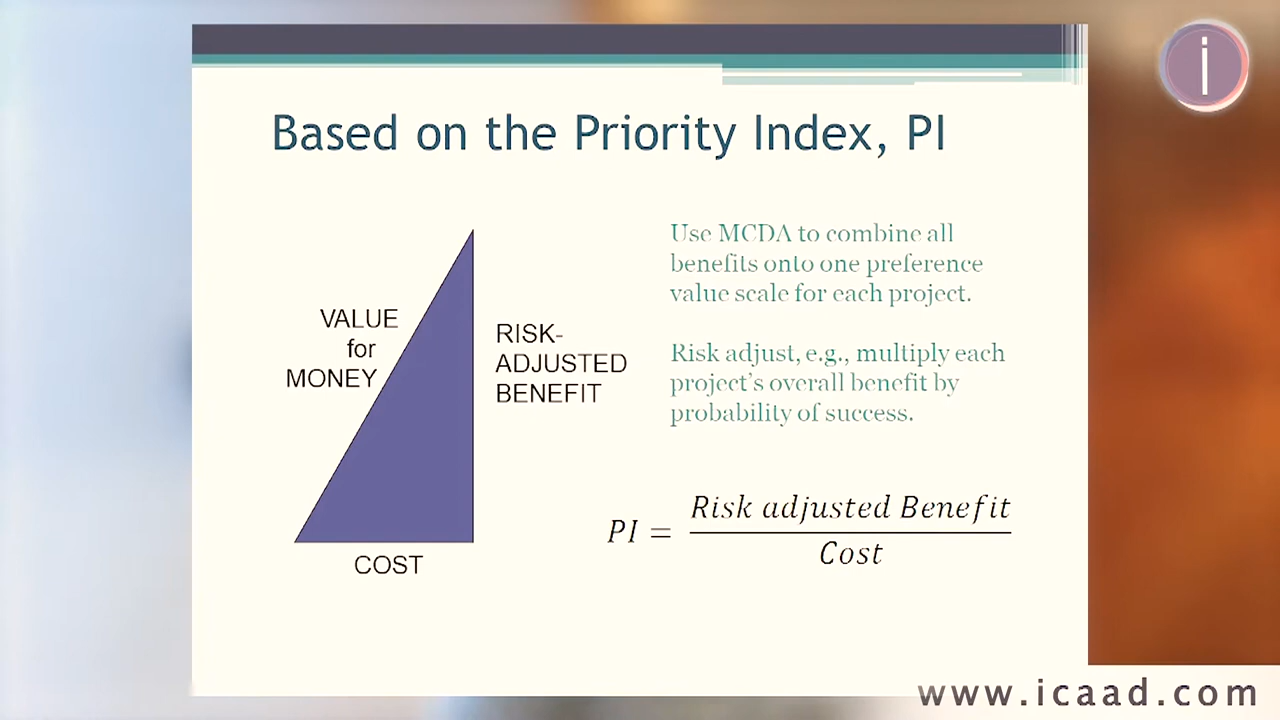 i
Based on the Priority Index, PI
VALUE
for
MONEY
RISK-
ADJUSTED
BENEFIT
COST
Use MCDA to combine all
benefits onto one preference
value scale for each project.
Risk adjust, e.g., multiply each
project's overall benefit by
probability of success.
PI = Risk adjusted Benefit
Cost
www.icaad.com